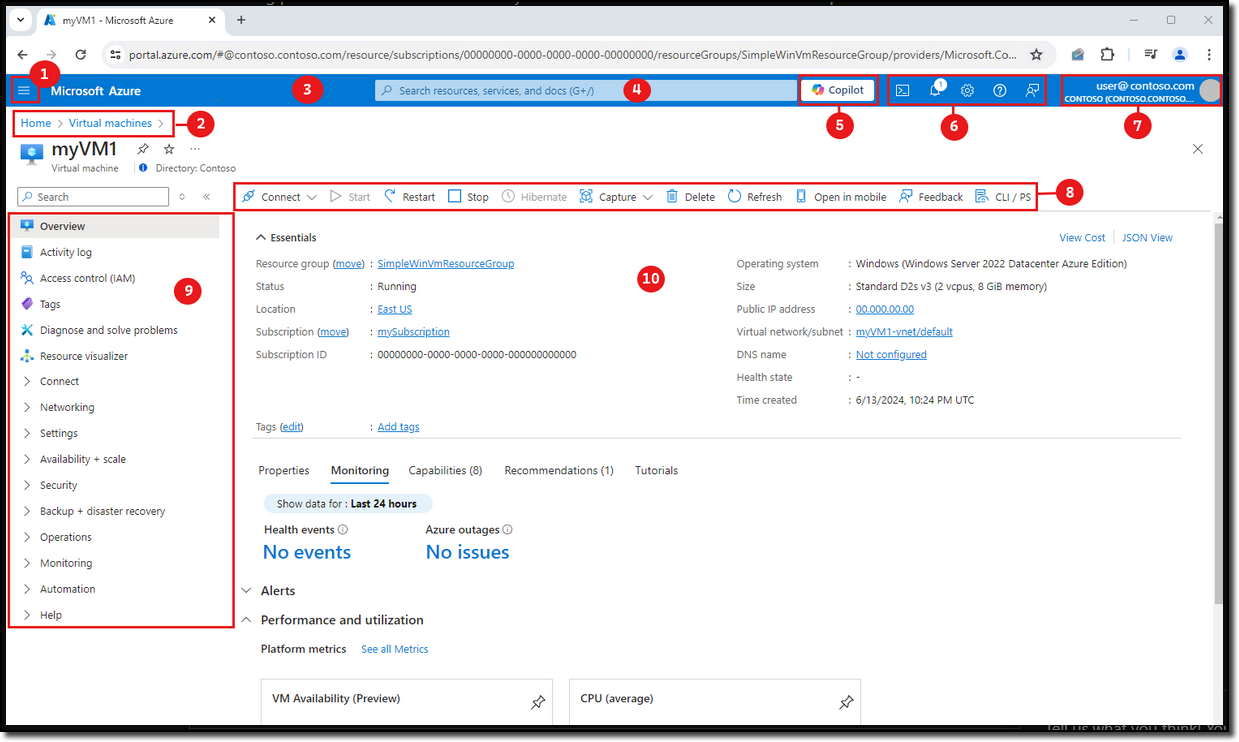 myVM1 - Microsoft Azure
portal.azure.com/#@contoso.contoso.com/resource/subscriptions/00000000-0000-0000-0000-00000000/resourceGroups/SimpleWinVmResourceGroup/providers/Microsoft.Co...
1
Microsoft Azure
3
Search resources, services, and docs (G+/)
4
Copilot
1
user@ contoso.com
CONTOSO (CONTOSO.CONTOSO....
Home > Virtual machines >
2
5
6
7
myVM1
Virtual machine
Directory: Contoso
Search
Connect
Start
Restart
Stop
Hibernate
Capture
Delete
Refresh
Open in mobile
Feedback
CLI / PS
8
Overview
Activity log
Access control (IAM)
9
Tags
Diagnose and solve problems
Resource visualizer
Connect
Networking
Settings
Availability + scale
Security
Backup + disaster recovery
Operations
Monitoring
Automation
Help
Essentials
View Cost
JSON View
Resource group (move) : SimpleWinVmResourceGroup
Status : Running
Location : East US
Subscription (move) : mySubscription
Subscription ID : 00000000-0000-0000-0000-000000000000
10
Operating system : Windows (Windows Server 2022 Datacenter Azure Edition)
Size : Standard D2s v3 (2 vcpus, 8 GiB memory)
Public IP address : 00.000.00.00
Virtual network/subnet : myVM1-vnet/default
DNS name : Not configured
Health state : -
Time created : 6/13/2024, 10:24 PM UTC
Tags (edit) : Add tags
Properties
Monitoring
Capabilities (8)
Recommendations (1)
Tutorials
Show data for : Last 24 hours
Health events
Azure outages
No events
No issues
Alerts
Performance and utilization
Platform metrics
See all Metrics
VM Availability (Preview)
CPU (average)